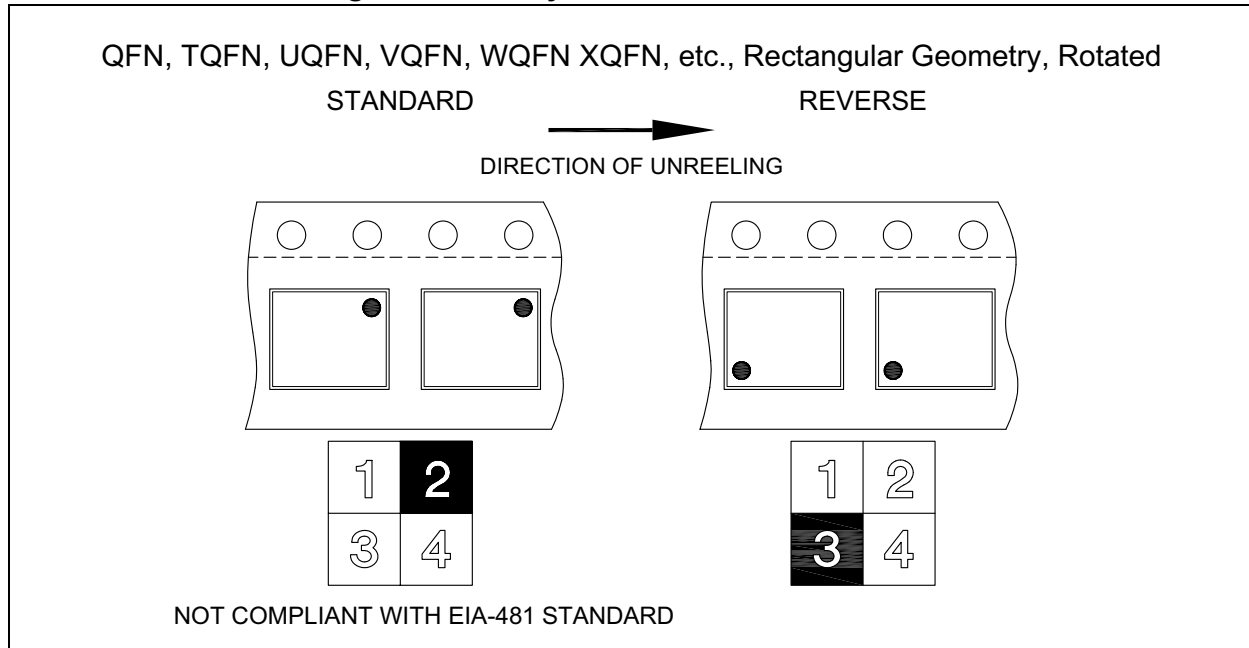 QFN, TQFN, UQFN, VQFN, WQFN XQFN, etc., Rectangular Geometry, Rotated
STANDARD
REVERSE
DIRECTION OF UNREELING
1 2
3 4
1 2
3 4
NOT COMPLIANT WITH EIA-481 STANDARD